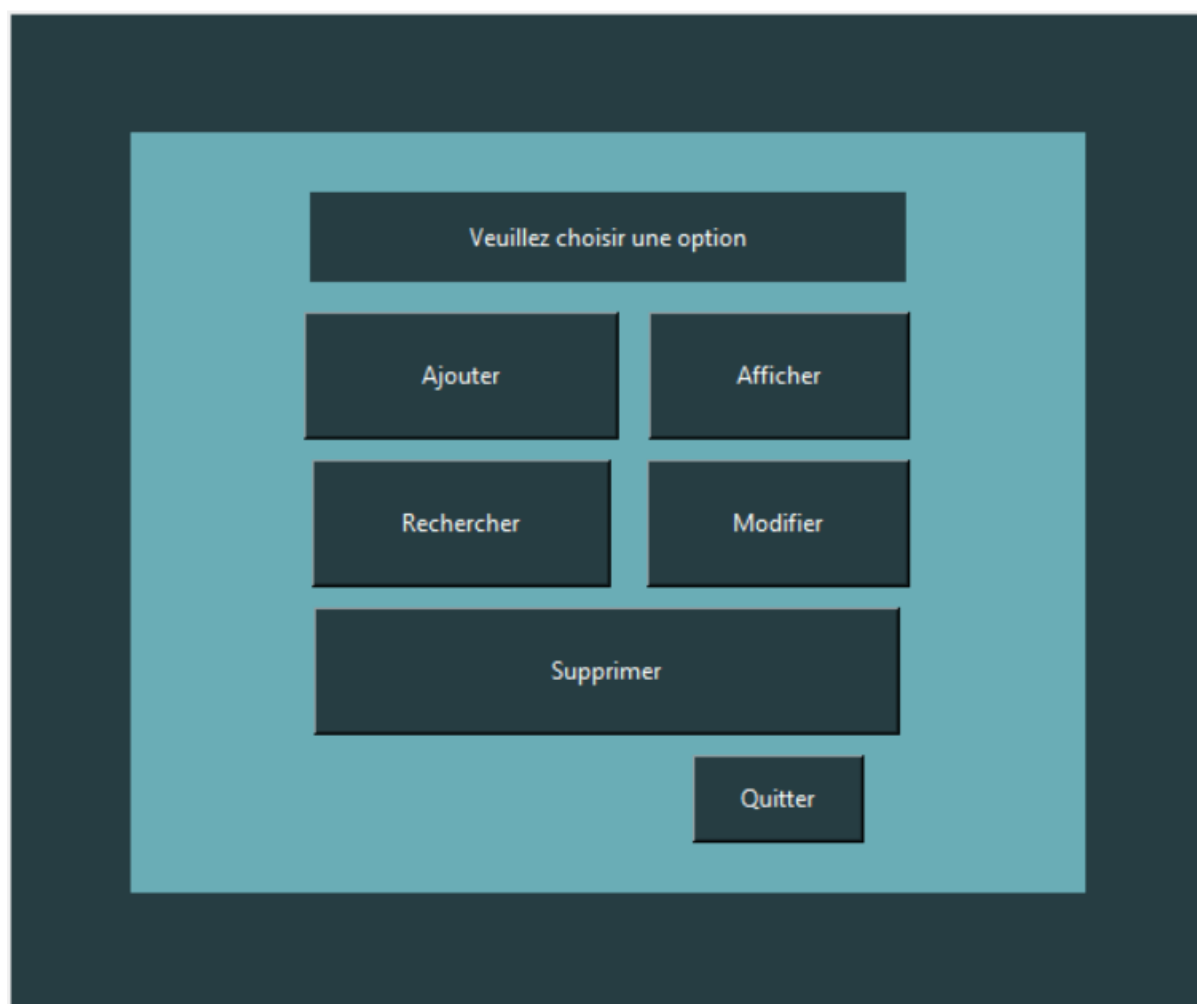 Veuillez choisir une option
Ajouter
Afficher
Rechercher
Modifier
Supprimer
Quitter